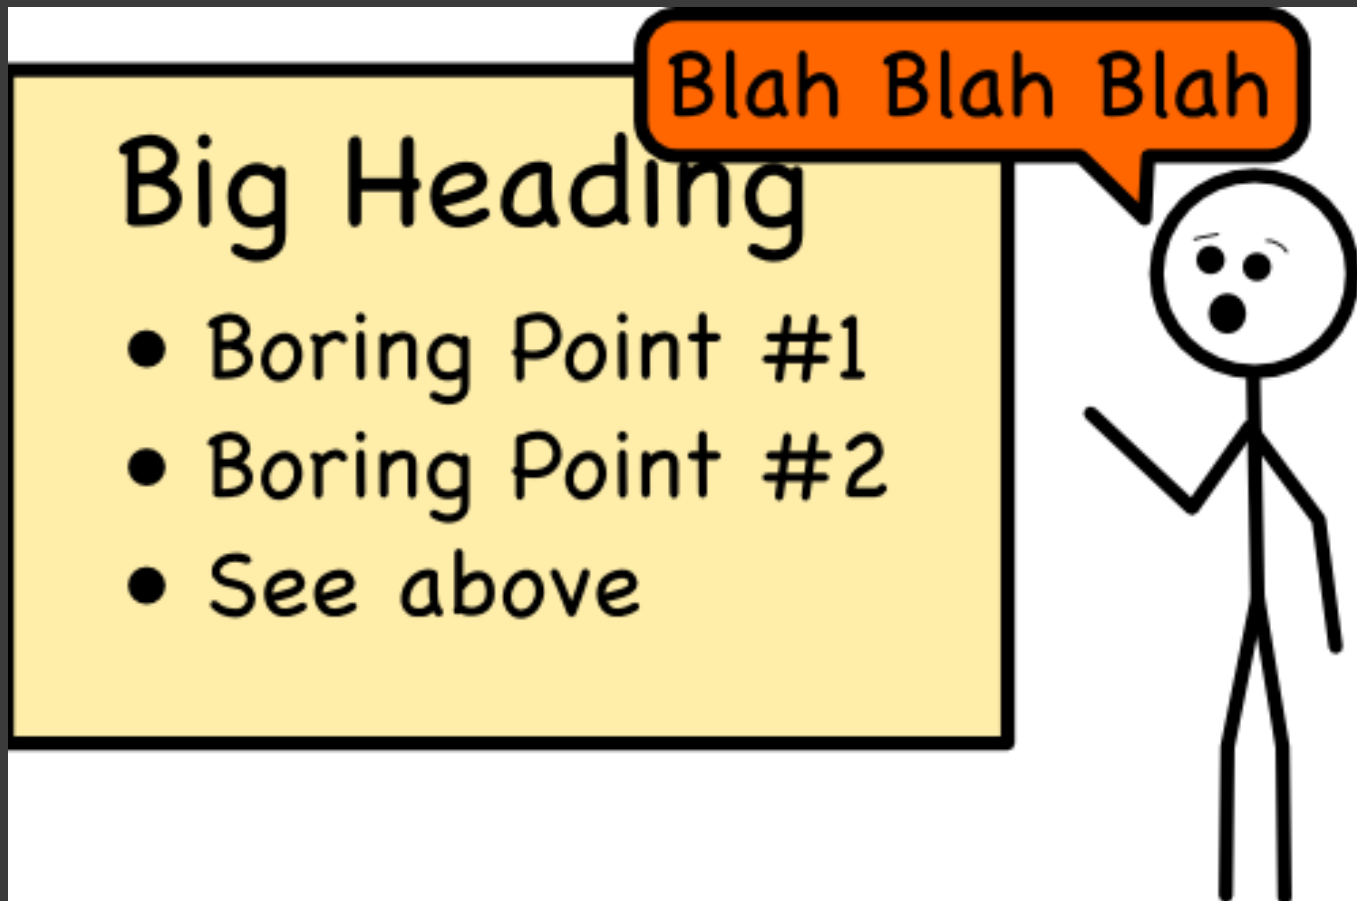 Blah Blah Blah
Big Heading
• Boring Point #1
• Boring Point #2
• See above